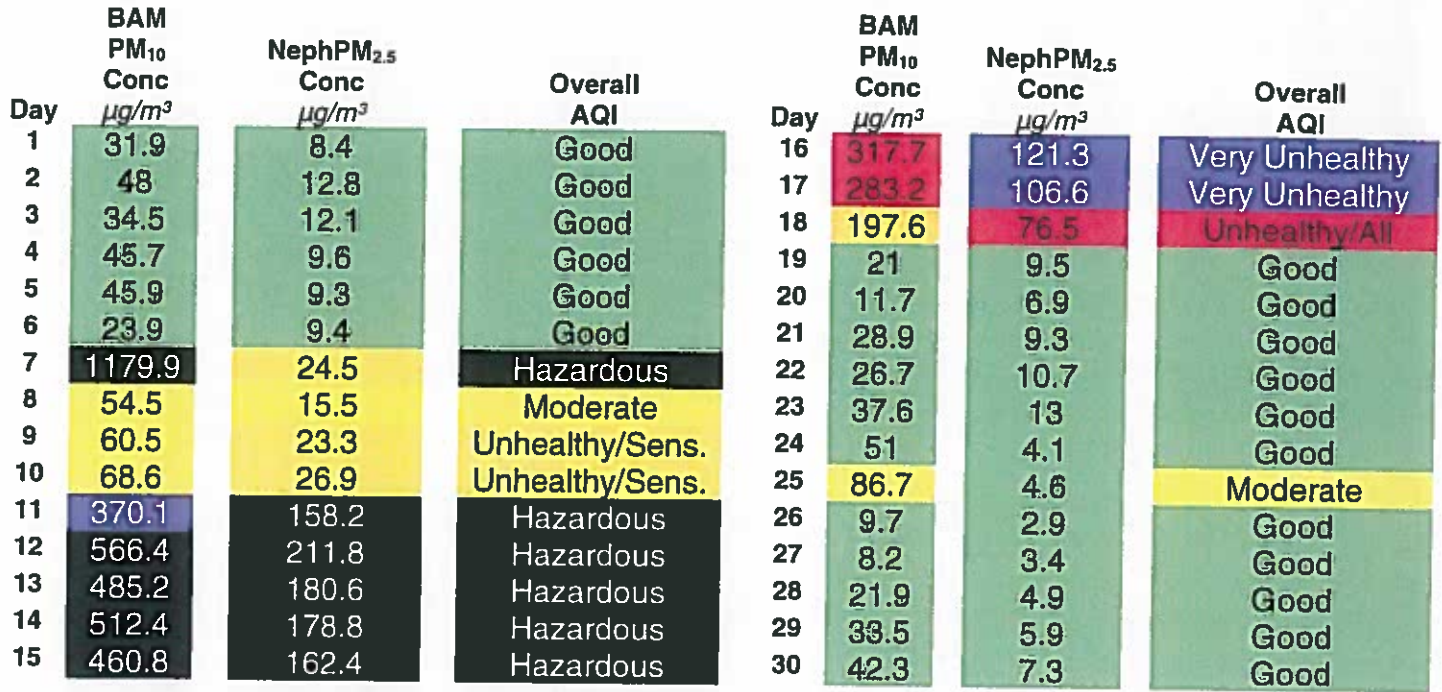 BAM
PM₁₀
Conc
µg/m³
NephPM₂.₅
Conc
µg/m³
Overall
AQI
Day
1 31.9 8.4 Good
2 48 12.8 Good
3 34.5 12.1 Good
4 45.7 9.6 Good
5 45.9 9.3 Good
6 23.9 9.4 Good
7 1179.9 24.5 Hazardous
8 54.5 15.5 Moderate
9 60.5 23.3 Unhealthy/Sens.
10 68.6 26.9 Unhealthy/Sens.
11 370.1 158.2 Hazardous
12 566.4 211.8 Hazardous
13 485.2 180.6 Hazardous
14 512.4 178.8 Hazardous
15 460.8 162.4 Hazardous
BAM
PM₁₀
Conc
µg/m³
NephPM₂.₅
Conc
µg/m³
Overall
AQI
Day
16 317.7 121.3 Very Unhealthy
17 283.2 106.6 Very Unhealthy
18 197.6 76.5 Unhealthy/All
19 21 9.5 Good
20 11.7 6.9 Good
21 28.9 9.3 Good
22 26.7 10.7 Good
23 37.6 13 Good
24 51 4.1 Good
25 86.7 4.6 Moderate
26 9.7 2.9 Good
27 8.2 3.4 Good
28 21.9 4.9 Good
29 33.5 5.9 Good
30 42.3 7.3 Good